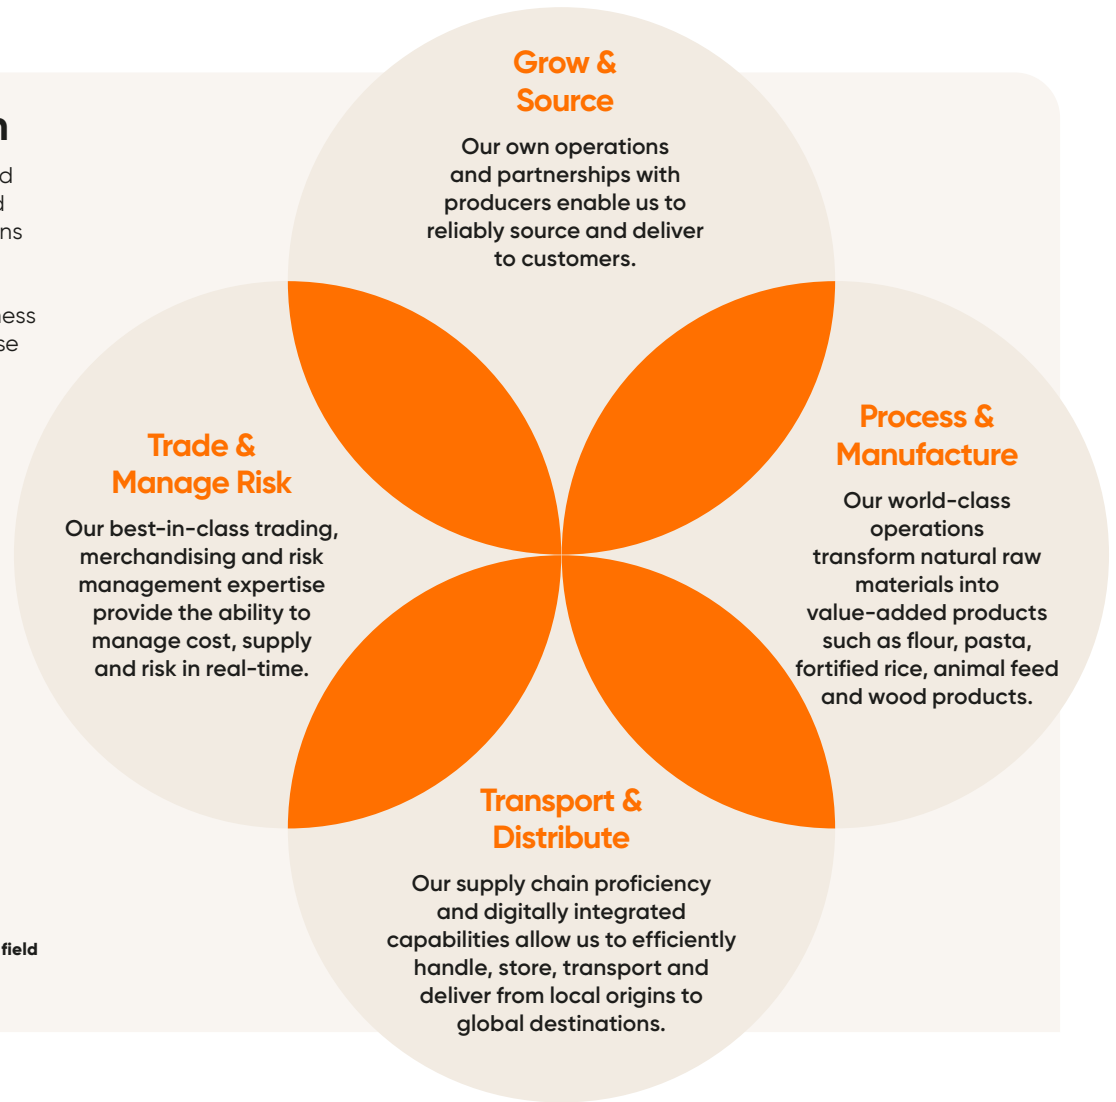 Grow &
Source
Our own operations
and partnerships with
producers enable us to
reliably source and deliver
to customers.
Process &
Manufacture
Our world-class
operations
transform natural raw
materials into
value-added products
such as flour, pasta,
fortified rice, animal feed
and wood products.
Trade &
Manage Risk
Our best-in-class trading,
merchandising and risk
management expertise
provide the ability to
manage cost, supply
and risk in real-time.
Transport &
Distribute
Our supply chain proficiency
and digitally integrated
capabilities allow us to efficiently
handle, store, transport and
deliver from local origins to
global destinations.
field